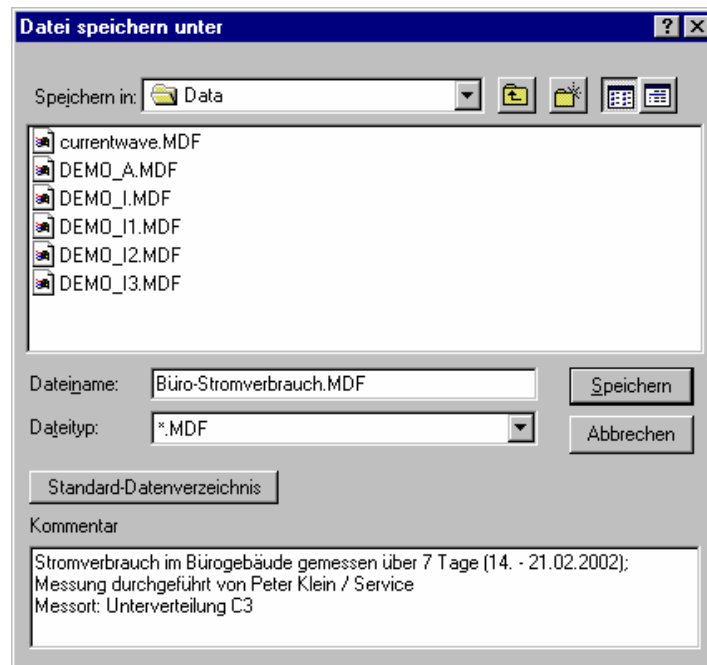 Datei speichern unter
Speichern in: Data
currentwave.MDF
DEMO_A.MDF
DEMO_I.MDF
DEMO_I1.MDF
DEMO_I2.MDF
DEMO_I3.MDF
Dateiname: Büro-Stromverbrauch.MDF Speichern
Dateityp: *.MDF Abbrechen
Standard-Datenverzeichnis
Kommentar
Stromverbrauch im Bürogebäude gemessen über 7 Tage (14. - 21.02.2002);
Messung durchgeführt von Peter Klein / Service
Messort: Unterverteilung C3